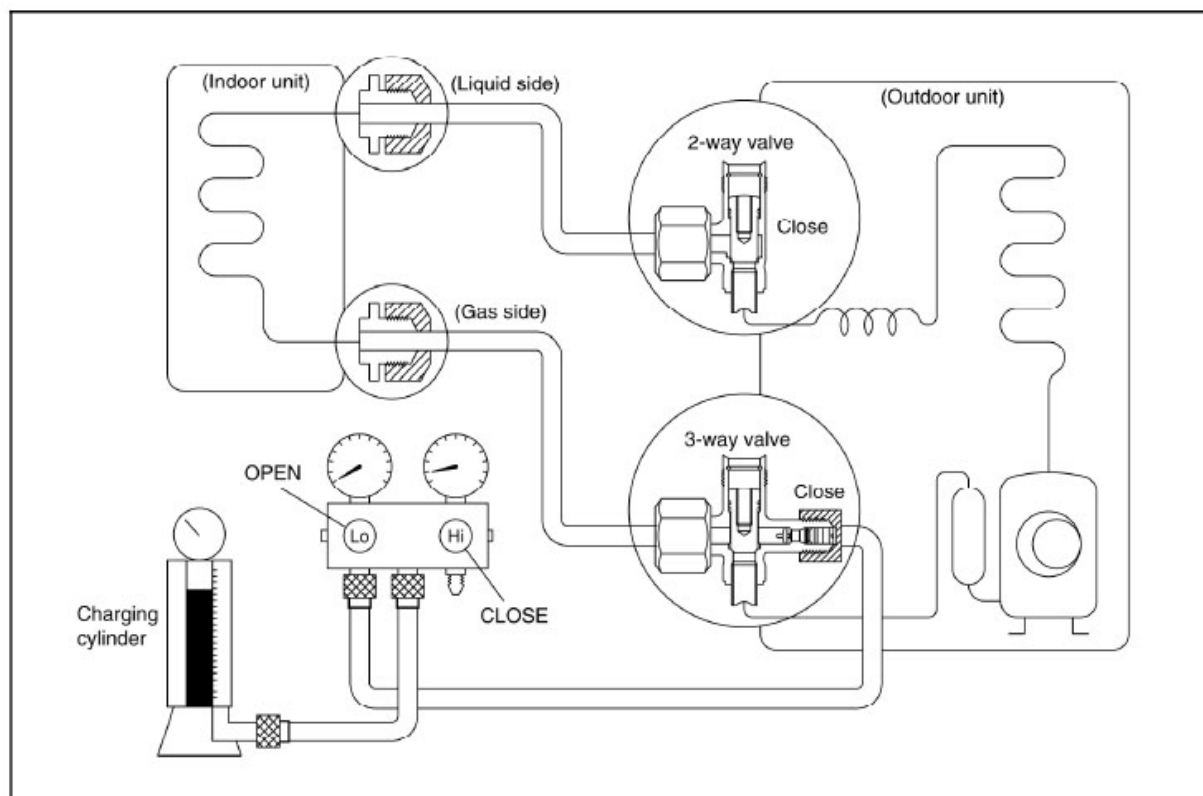 (Indoor unit)
(Liquid side)
(Outdoor unit)
2-way valve
Close
(Gas side)
3-way valve
Close
OPEN
Lo
Hi
CLOSE
Charging
cylinder